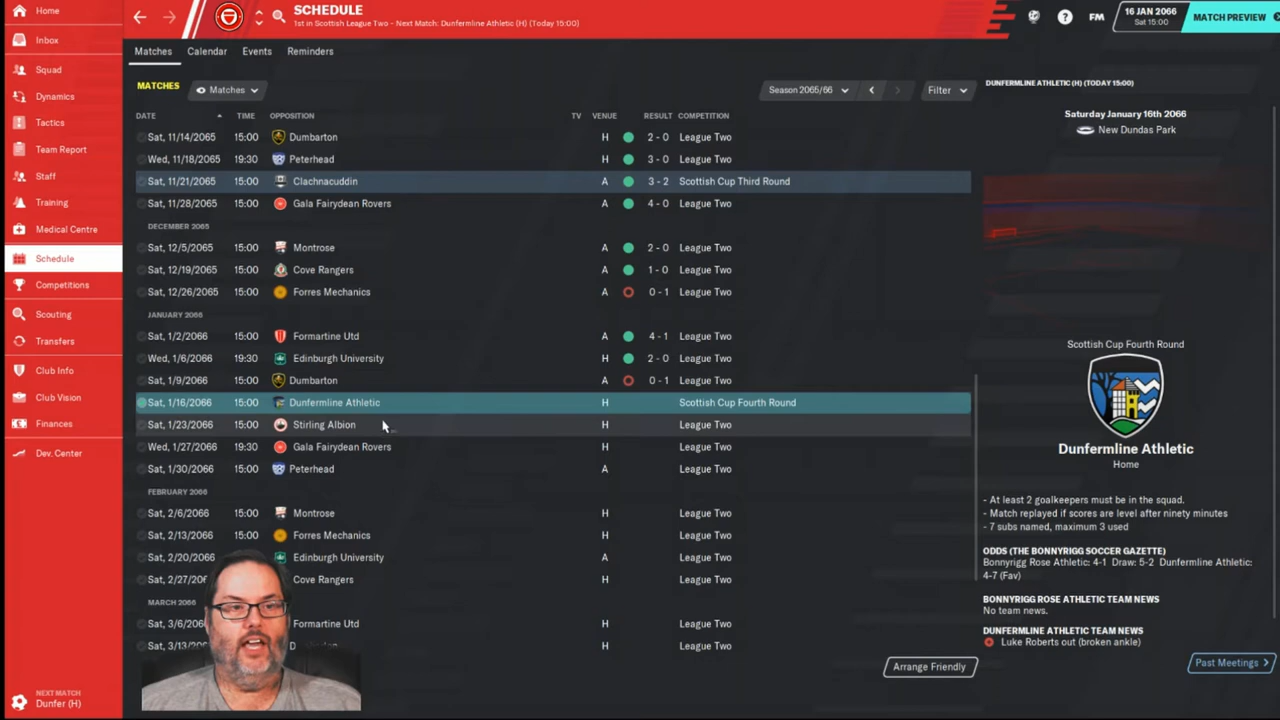 Home
Inbox
Squad
Dynamics
Tactics
Team Report
Staff
Training
Medical Centre
Schedule
Competitions
Scouting
Transfers
Club Info
Club Vision
Finances
Dev. Center
NEXT MATCH
Dunfer (H)
SCHEDULE
1st in Scottish League Two - Next Match: Dunfermline Athletic (H) (Today 15:00)
FM
16 JAN 2066
Sat 15:00
MATCH PREVIEW
Matches Calendar Events Reminders
MATCHES Matches Season 2065/66 Filter
DATE TIME OPPOSITION TV VENUE RESULT COMPETITION
Sat, 11/14/2065 15:00 Dumbarton H 2 - 0 League Two
Wed, 11/18/2065 19:30 Peterhead H 3 - 0 League Two
Sat, 11/21/2065 15:00 Clachnacuddin A 3 - 2 Scottish Cup Third Round
Sat, 11/28/2065 15:00 Gala Fairydean Rovers A 4 - 0 League Two
DECEMBER 2065
Sat, 12/5/2065 15:00 Montrose A 2 - 0 League Two
Sat, 12/19/2065 15:00 Cove Rangers A 1 - 0 League Two
Sat, 12/26/2065 15:00 Forres Mechanics A 0 - 1 League Two
JANUARY 2066
Sat, 1/2/2066 15:00 Formartine Utd A 4 - 1 League Two
Wed, 1/6/2066 19:30 Edinburgh University H 2 - 0 League Two
Sat, 1/9/2066 15:00 Dumbarton A 0 - 1 League Two
Sat, 1/16/2066 15:00 Dunfermline Athletic H Scottish Cup Fourth Round
Sat, 1/23/2066 15:00 Stirling Albion H League Two
Wed, 1/27/2066 19:30 Gala Fairydean Rovers H League Two
Sat, 1/30/2066 15:00 Peterhead A League Two
FEBRUARY 2066
Sat, 2/6/2066 15:00 Montrose H League Two
Sat, 2/13/2066 15:00 Forres Mechanics H League Two
Sat, 2/20/2066 15:00 Edinburgh University A League Two
Sat, 2/27/206 Cove Rangers H League Two
MARCH 2066
Sat, 3/6/206 Formartine Utd H League Two
Sat, 3/13/20 D H League Two
Arrange Friendly
DUNFERMLINE ATHLETIC (H) (TODAY 15:00)
Saturday January 16th 2066
New Dundas Park
Scottish Cup Fourth Round
Dunfermline Athletic
Home
- At least 2 goalkeepers must be in the squad.
- Match replayed if scores are level after ninety minutes
- 7 subs named, maximum 3 used
ODDS (THE BONNYRIGG SOCCER GAZETTE)
Bonnyrigg Rose Athletic: 4-1 Draw: 5-2 Dunfermline Athletic:
4-7 (Fav)
BONNYRIGG ROSE ATHLETIC TEAM NEWS
No team news.
DUNFERMLINE ATHLETIC TEAM NEWS
Luke Roberts out (broken ankle)
Past Meetings